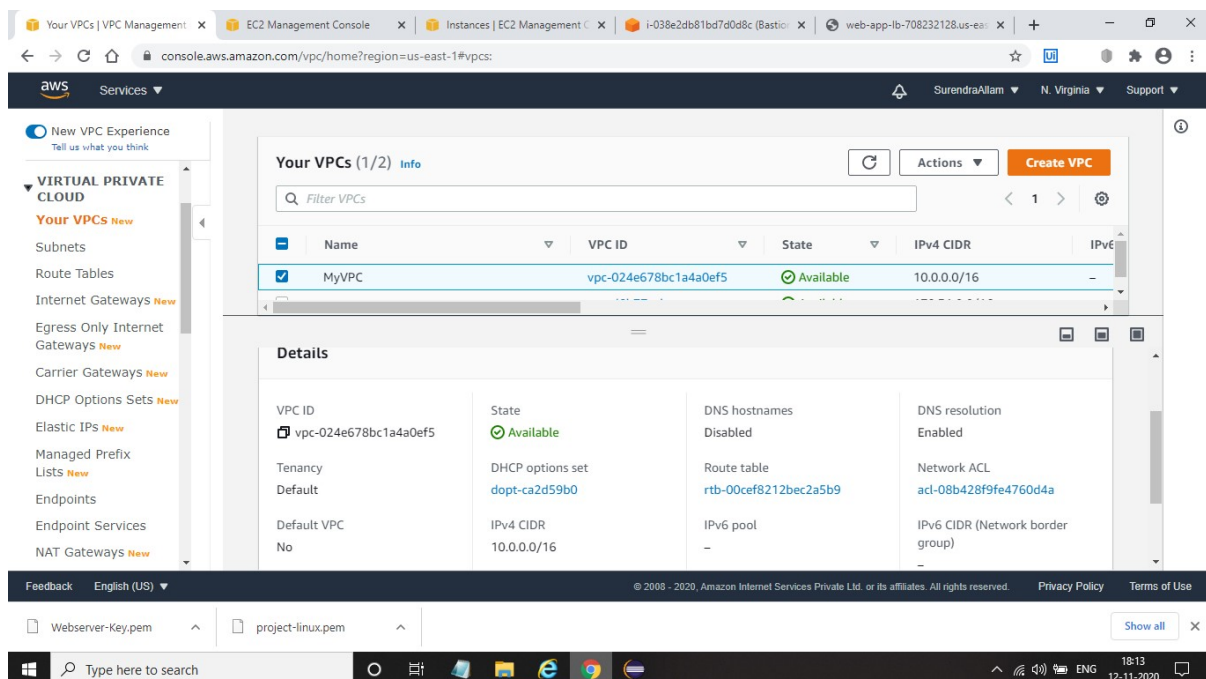 Your VPCs | VPC Management
EC2 Management Console
Instances | EC2 Management C
i-038e2db81bd7d0d8c (Bastion
web-app-lb-708232128.us-eas
console.aws.amazon.com/vpc/home?region=us-east-1#vpcs:
aws Services SurendraAllam N. Virginia Support
New VPC Experience
Tell us what you think
VIRTUAL PRIVATE
CLOUD
Your VPCs New
Subnets
Route Tables
Internet Gateways New
Egress Only Internet
Gateways New
Carrier Gateways New
DHCP Options Sets New
Elastic IPs New
Managed Prefix
Lists New
Endpoints
Endpoint Services
NAT Gateways New
Your VPCs (1/2) Info
Actions
Create VPC
Filter VPCs
1
Name VPC ID State IPv4 CIDR IPv6
MyVPC vpc-024e678bc1a4a0ef5 Available 10.0.0.0/16 –
Details
VPC ID State DNS hostnames DNS resolution
vpc-024e678bc1a4a0ef5 Available Disabled Enabled
Tenancy DHCP options set Route table Network ACL
Default dopt-ca2d59b0 rtb-00cef8212bec2a5b9 acl-08b428f9fe4760d4a
Default VPC IPv4 CIDR IPv6 pool IPv6 CIDR (Network border
group)
No 10.0.0.0/16 – –
Feedback English (US) © 2008 - 2020, Amazon Internet Services Private Ltd. or its affiliates. All rights reserved. Privacy Policy Terms of Use
Webserver-Key.pem project-linux.pem Show all
Type here to search
ENG
18:13
12-11-2020